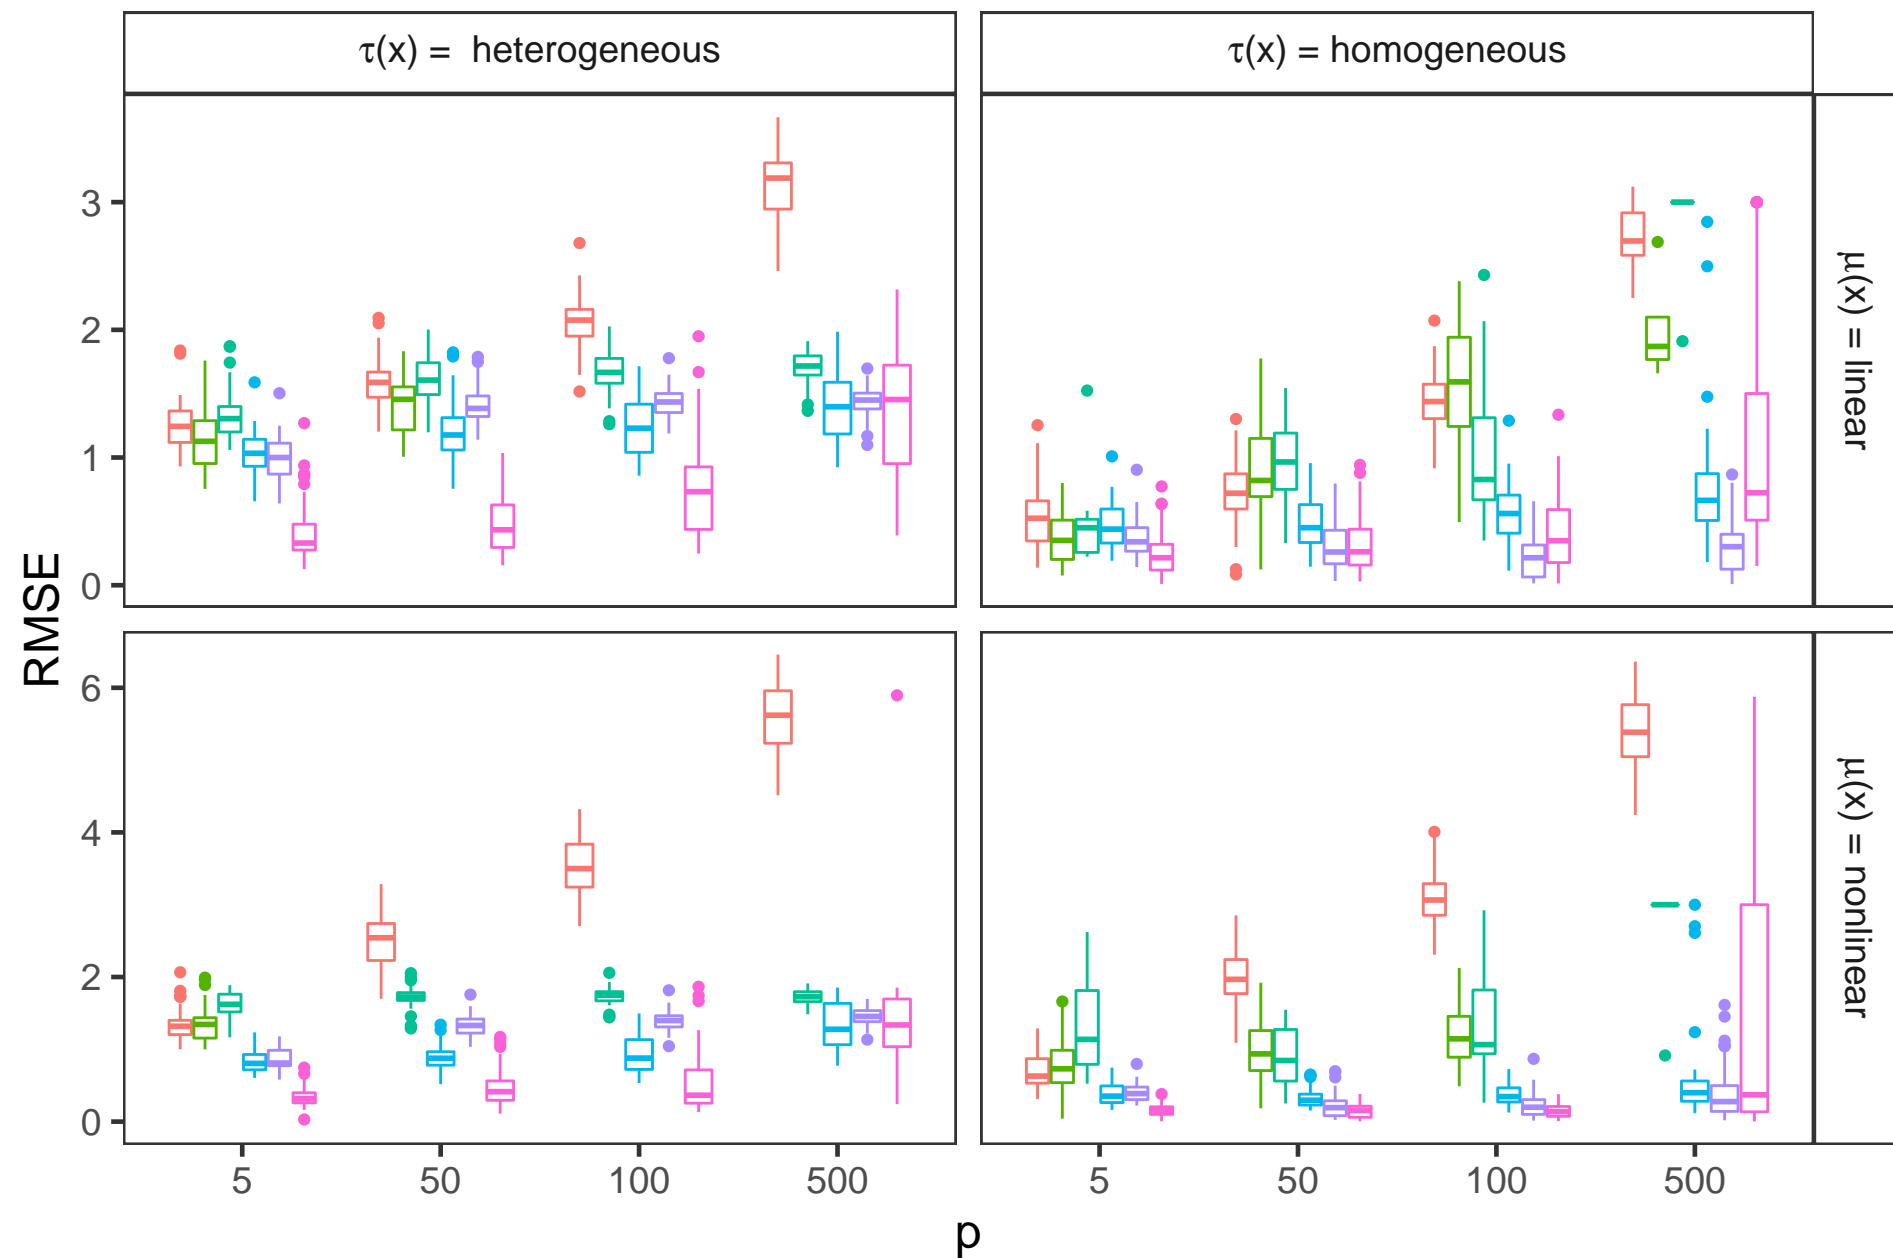 τ(x) =  heterogeneous
τ(x) = homogeneous
μ(x) = linear
μ(x) = nonlinear
RMSE
3
2
1
0
6
4
2
0
5 50 100 500
5 50 100 500
p